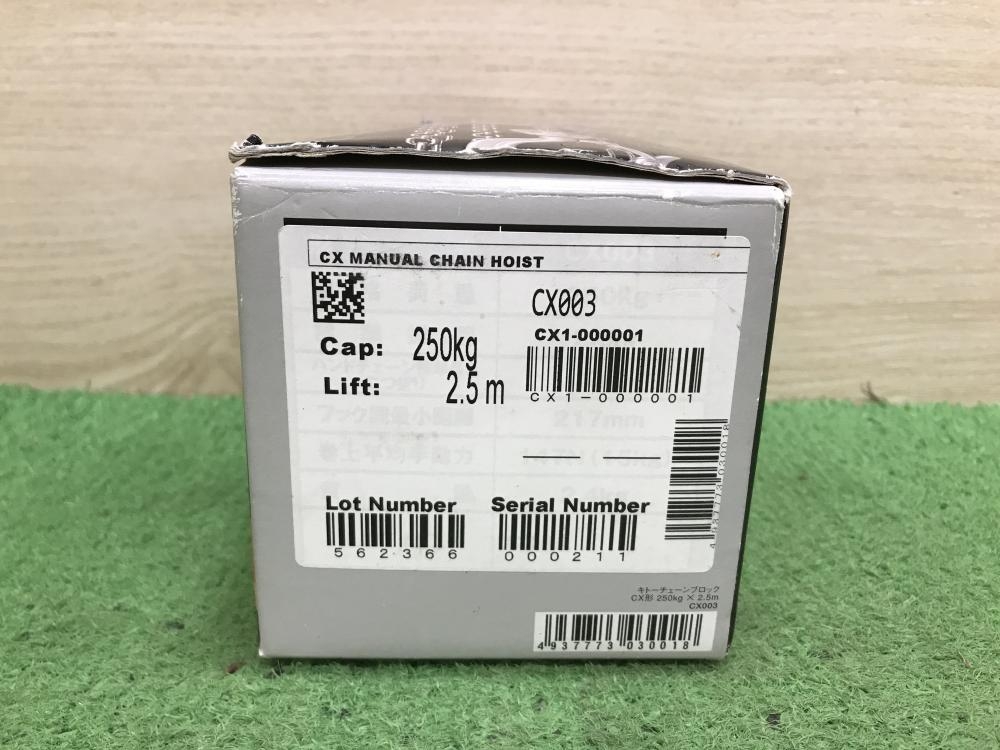 CX MANUAL CHAIN HOIST
CX003
CX1-000001
Cap: 250kg
CX1-000001
Lift: 2.5 m
217mm
4937773030018
Lot Number Serial Number
562366 000211
キトーチェーンブロック
CX形 250kg × 2.5m
CX003
4937773 030018